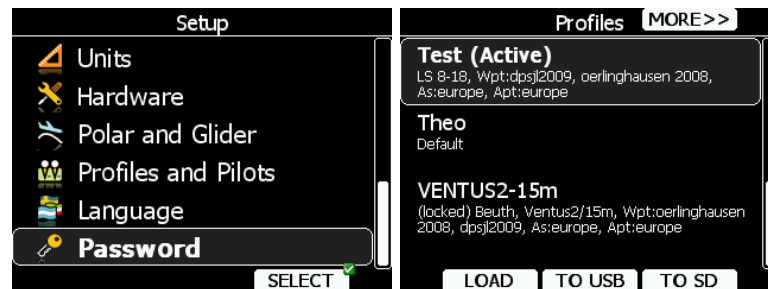 Setup
Units
Hardware
Polar and Glider
Profiles and Pilots
Language
Password
SELECT
Profiles
MORE>>
Test (Active)
LS 8-18, Wpt:dpsjl2009, oerlinghausen 2008,
As:europe, Apt:europe
Theo
Default
VENTUS2-15m
(locked) Beuth, Ventus2/15m, Wpt:oerlinghausen
2008, dpsjl2009, As:europe, Apt:europe
LOAD
TO USB
TO SD